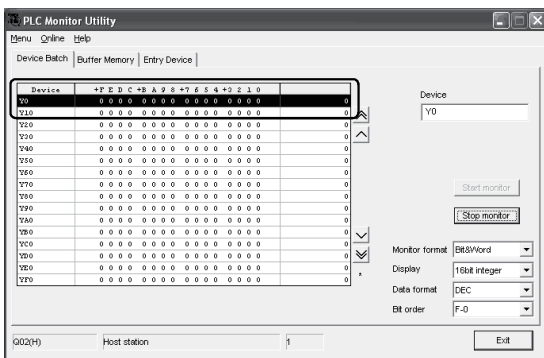 PLC Monitor Utility
Menu Online Help
Device Batch Buffer Memory Entry Device
Device +F E D C +B A 9 8 +7 6 5 4 +3 2 1 0
Y0 0 0 0 0 0 0 0 0 0 0 0 0 0 0 0 0 0
Y10 0 0 0 0 0 0 0 0 0 0 0 0 0 0 0 0 0
Y20 0 0 0 0 0 0 0 0 0 0 0 0 0 0 0 0 0
Y30 0 0 0 0 0 0 0 0 0 0 0 0 0 0 0 0 0
Y40 0 0 0 0 0 0 0 0 0 0 0 0 0 0 0 0 0
Y50 0 0 0 0 0 0 0 0 0 0 0 0 0 0 0 0 0
Y60 0 0 0 0 0 0 0 0 0 0 0 0 0 0 0 0 0
Y70 0 0 0 0 0 0 0 0 0 0 0 0 0 0 0 0 0
Y80 0 0 0 0 0 0 0 0 0 0 0 0 0 0 0 0 0
Y90 0 0 0 0 0 0 0 0 0 0 0 0 0 0 0 0 0
YA0 0 0 0 0 0 0 0 0 0 0 0 0 0 0 0 0 0
YB0 0 0 0 0 0 0 0 0 0 0 0 0 0 0 0 0 0
YC0 0 0 0 0 0 0 0 0 0 0 0 0 0 0 0 0 0
YD0 0 0 0 0 0 0 0 0 0 0 0 0 0 0 0 0 0
YE0 0 0 0 0 0 0 0 0 0 0 0 0 0 0 0 0 0
YF0 0 0 0 0 0 0 0 0 0 0 0 0 0 0 0 0 0
Device
Y0
Start monitor
Stop monitor
Monitor format Bit&Word
Display 16bit integer
Data format DEC
Bit order F-0
Q02(H) Host station 1 Exit